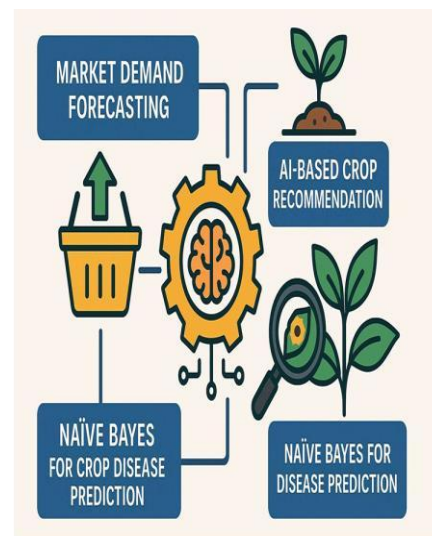 MARKET DEMAND
FORECASTING
AI-BASED CROP
RECOMMENDATION
NAÏVE BAYES
FOR CROP DISEASE
PREDICTION
NAÏVE BAYES FOR
DISEASE PREDICTION